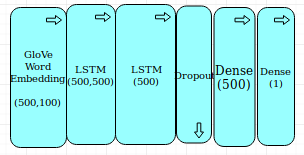 GloVe
Word
Embedding
(500,100)
LSTM
(500,500)
LSTM
(500)
Dropout
Dense
(500)
Dense
(1)